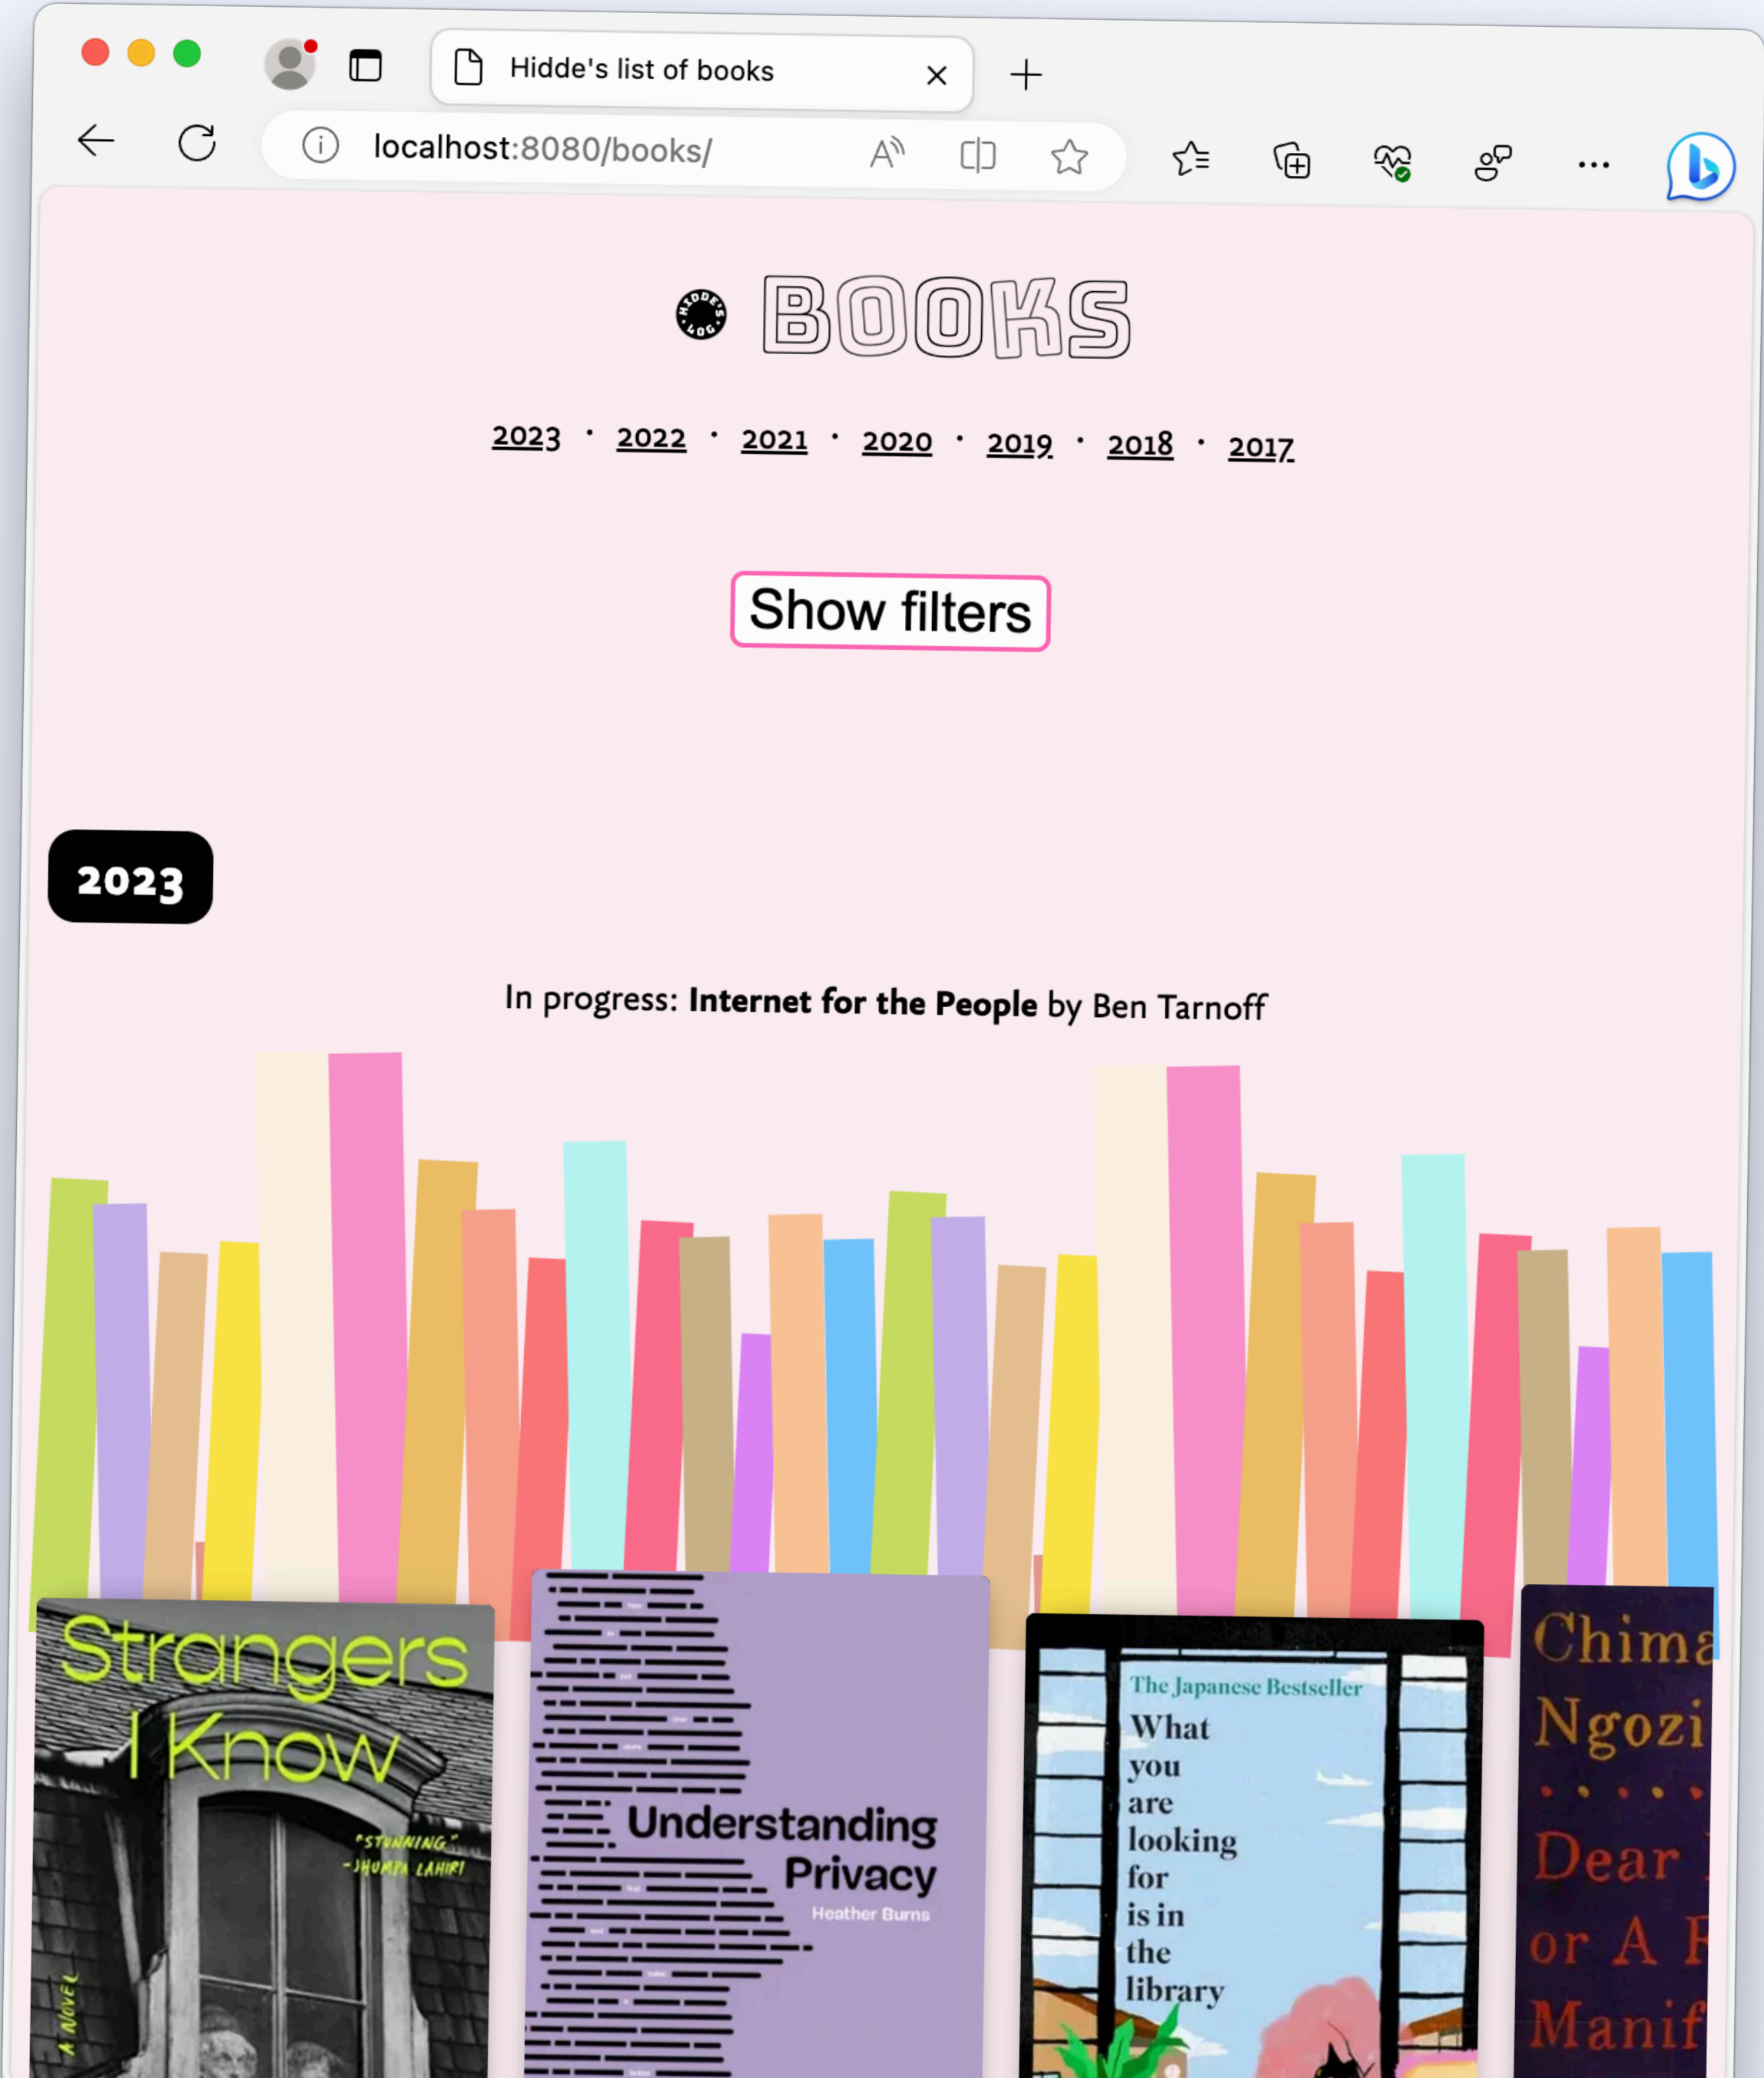 Hidde's list of books
localhost:8080/books/
HIDDE'S LOG
BOOKS
2023 · 2022 · 2021 · 2020 · 2019 · 2018 · 2017
Show filters
2023
In progress: Internet for the People by Ben Tarnoff
Strangers
I Know
"STUNNING"
-JHUMPA LAHIRI
A NOVEL
Understanding
Privacy
Heather Burns
The Japanese Bestseller
What
you
are
looking
for
is in
the
library
Chima
Ngozi
Dear
or A F
Manif